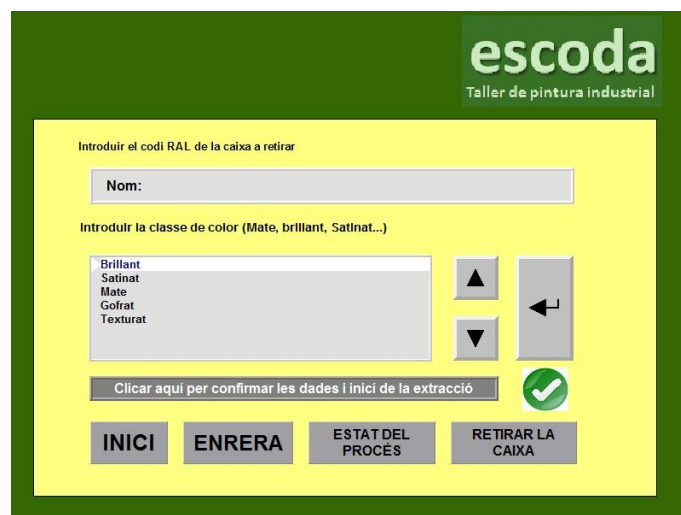 escoda
Taller de pintura industrial
Introduir el codi RAL de la caixa a retirar
Nom:
Introduir la classe de color (Mate, brillant, Satinat...)
Brillant
Satinat
Mate
Gofrat
Texturat
Clicar aquí per confirmar les dades i inici de la extracció
INICI
ENRERA
ESTAT DEL
PROCÉS
RETIRAR LA
CAIXA